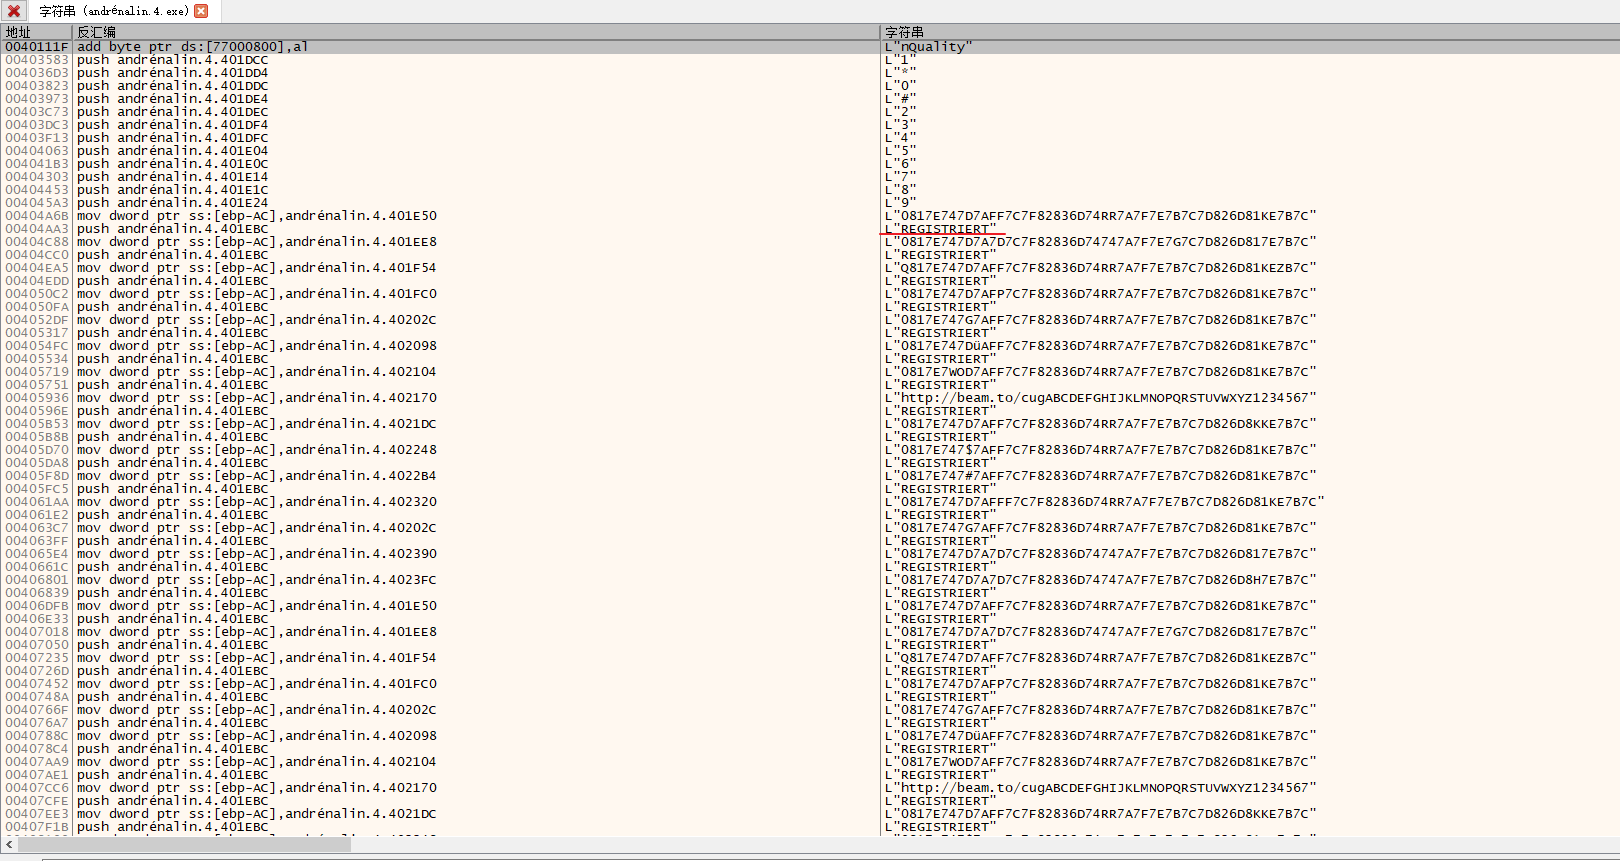 字符串 (andrénalin.4.exe)
地址 反汇编 字符串
0040111F add byte ptr ds:[77000800],al L"nQuality"
00403583 push andrénalin.4.401DCC L"1"
004036D3 push andrénalin.4.401DD4 L"*"
00403823 push andrénalin.4.401DDC L"0"
00403973 push andrénalin.4.401DE4 L"#"
00403C73 push andrénalin.4.401DEC L"2"
00403DC3 push andrénalin.4.401DF4 L"3"
00403F13 push andrénalin.4.401DFC L"4"
00404063 push andrénalin.4.401E04 L"5"
004041B3 push andrénalin.4.401E0C L"6"
00404303 push andrénalin.4.401E14 L"7"
00404453 push andrénalin.4.401E1C L"8"
004045A3 push andrénalin.4.401E24 L"9"
00404A6B mov dword ptr ss:[ebp-AC],andrénalin.4.401E50 L"0817E747D7AFF7C7F82836D74RR7A7F7E7B7C7D826D81KE7B7C"
00404AA3 push andrénalin.4.401EBC L"REGISTRIERT"
00404C88 mov dword ptr ss:[ebp-AC],andrénalin.4.401EE8 L"0817E747D7A7D7C7F82836D74747A7F7E7G7C7D826D817E7B7C"
00404CC0 push andrénalin.4.401EBC L"REGISTRIERT"
00404EA5 mov dword ptr ss:[ebp-AC],andrénalin.4.401F54 L"Q817E747D7AFF7C7F82836D74RR7A7F7E7B7C7D826D81KEZB7C"
00404EDD push andrénalin.4.401EBC L"REGISTRIERT"
004050C2 mov dword ptr ss:[ebp-AC],andrénalin.4.401FC0 L"0817E747D7AFP7C7F82836D74RR7A7F7E7B7C7D826D81KE7B7C"
004050FA push andrénalin.4.401EBC L"REGISTRIERT"
004052DF mov dword ptr ss:[ebp-AC],andrénalin.4.40202C L"0817E747G7AFF7C7F82836D74RR7A7F7E7B7C7D826D81KE7B7C"
00405317 push andrénalin.4.401EBC L"REGISTRIERT"
004054FC mov dword ptr ss:[ebp-AC],andrénalin.4.402098 L"0817E747DüAFF7C7F82836D74RR7A7F7E7B7C7D826D81KE7B7C"
00405534 push andrénalin.4.401EBC L"REGISTRIERT"
00405719 mov dword ptr ss:[ebp-AC],andrénalin.4.402104 L"0817E7WOD7AFF7C7F82836D74RR7A7F7E7B7C7D826D81KE7B7C"
00405751 push andrénalin.4.401EBC L"REGISTRIERT"
00405936 mov dword ptr ss:[ebp-AC],andrénalin.4.402170 L"http://beam.to/cugABCDEFGHIJKLMNOPQRSTUVWXYZ1234567"
0040596E push andrénalin.4.401EBC L"REGISTRIERT"
00405B53 mov dword ptr ss:[ebp-AC],andrénalin.4.4021DC L"0817E747D7AFF7C7F82836D74RR7A7F7E7B7C7D826D8KKE7B7C"
00405B8B push andrénalin.4.401EBC L"REGISTRIERT"
00405D70 mov dword ptr ss:[ebp-AC],andrénalin.4.402248 L"0817E747$7AFF7C7F82836D74RR7A7F7E7B7C7D826D81KE7B7C"
00405DA8 push andrénalin.4.401EBC L"REGISTRIERT"
00405F8D mov dword ptr ss:[ebp-AC],andrénalin.4.4022B4 L"0817E747#7AFF7C7F82836D74RR7A7F7E7B7C7D826D81KE7B7C"
00405FC5 push andrénalin.4.401EBC L"REGISTRIERT"
004061AA mov dword ptr ss:[ebp-AC],andrénalin.4.402320 L"0817E747D7AFFF7C7F82836D74RR7A7F7E7B7C7D826D81KE7B7C"
004061E2 push andrénalin.4.401EBC L"REGISTRIERT"
004063C7 mov dword ptr ss:[ebp-AC],andrénalin.4.40202C L"0817E747G7AFF7C7F82836D74RR7A7F7E7B7C7D826D81KE7B7C"
004063FF push andrénalin.4.401EBC L"REGISTRIERT"
004065E4 mov dword ptr ss:[ebp-AC],andrénalin.4.402390 L"0817E747D7A7D7C7F82836D74747A7F7E7B7C7D826D817E7B7C"
0040661C push andrénalin.4.401EBC L"REGISTRIERT"
00406801 mov dword ptr ss:[ebp-AC],andrénalin.4.4023FC L"0817E747D7A7D7C7F82836D74747A7F7E7B7C7D826D8H7E7B7C"
00406839 push andrénalin.4.401EBC L"REGISTRIERT"
00406DFB mov dword ptr ss:[ebp-AC],andrénalin.4.401E50 L"0817E747D7AFF7C7F82836D74RR7A7F7E7B7C7D826D81KE7B7C"
00406E33 push andrénalin.4.401EBC L"REGISTRIERT"
00407018 mov dword ptr ss:[ebp-AC],andrénalin.4.401EE8 L"0817E747D7A7D7C7F82836D74747A7F7E7G7C7D826D817E7B7C"
00407050 push andrénalin.4.401EBC L"REGISTRIERT"
00407235 mov dword ptr ss:[ebp-AC],andrénalin.4.401F54 L"Q817E747D7AFF7C7F82836D74RR7A7F7E7B7C7D826D81KEZB7C"
0040726D push andrénalin.4.401EBC L"REGISTRIERT"
00407452 mov dword ptr ss:[ebp-AC],andrénalin.4.401FC0 L"0817E747D7AFP7C7F82836D74RR7A7F7E7B7C7D826D81KE7B7C"
0040748A push andrénalin.4.401EBC L"REGISTRIERT"
0040766F mov dword ptr ss:[ebp-AC],andrénalin.4.40202C L"0817E747G7AFF7C7F82836D74RR7A7F7E7B7C7D826D81KE7B7C"
004076A7 push andrénalin.4.401EBC L"REGISTRIERT"
0040788C mov dword ptr ss:[ebp-AC],andrénalin.4.402098 L"0817E747DüAFF7C7F82836D74RR7A7F7E7B7C7D826D81KE7B7C"
004078C4 push andrénalin.4.401EBC L"REGISTRIERT"
00407AA9 mov dword ptr ss:[ebp-AC],andrénalin.4.402104 L"0817E7WOD7AFF7C7F82836D74RR7A7F7E7B7C7D826D81KE7B7C"
00407AE1 push andrénalin.4.401EBC L"REGISTRIERT"
00407CC6 mov dword ptr ss:[ebp-AC],andrénalin.4.402170 L"http://beam.to/cugABCDEFGHIJKLMNOPQRSTUVWXYZ1234567"
00407CFE push andrénalin.4.401EBC L"REGISTRIERT"
00407EE3 mov dword ptr ss:[ebp-AC],andrénalin.4.4021DC L"0817E747D7AFF7C7F82836D74RR7A7F7E7B7C7D826D8KKE7B7C"
00407F1B push andrénalin.4.401EBC L"REGISTRIERT"